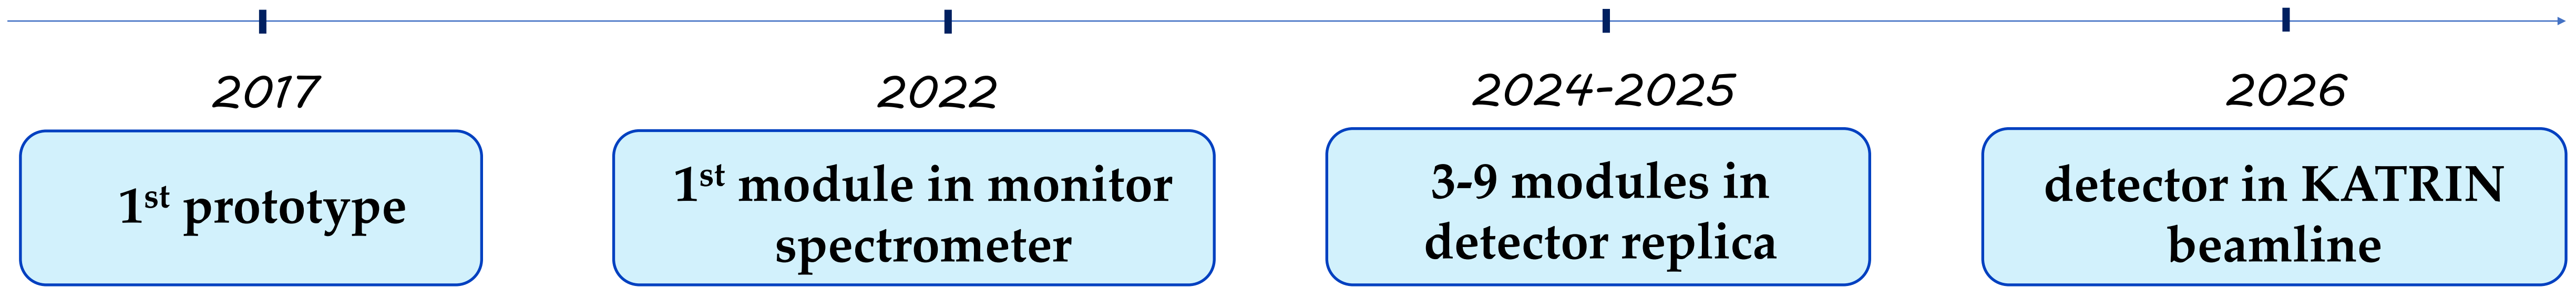 2017
2022
2024-2025
2026
1st prototype
1st module in monitor
spectrometer
3-9 modules in
detector replica
detector in KATRIN
beamline